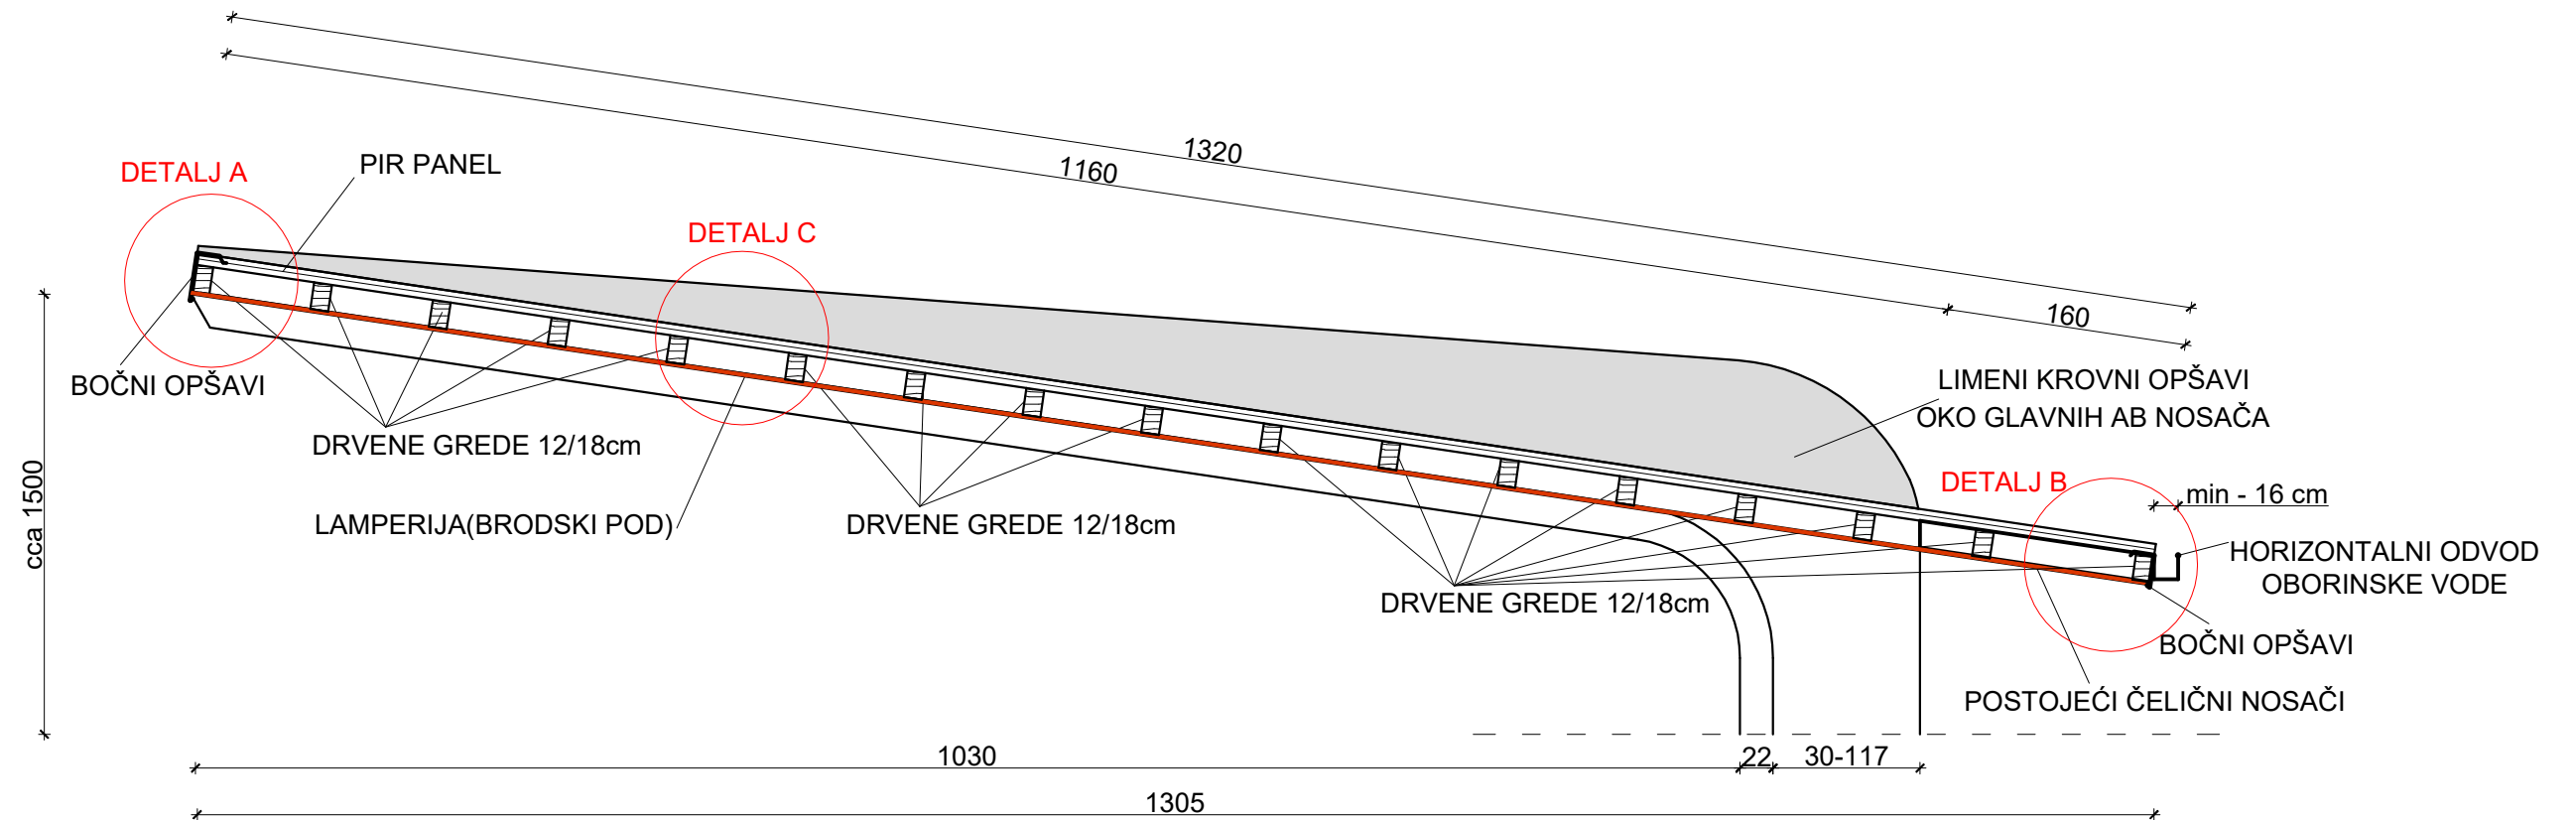 1320
1160
160
DETALJ A
PIR PANEL
DETALJ C
BOČNI OPŠAVI
DRVENE GREDE 12/18cm
LAMPERIJA(BRODSKI POD)
DRVENE GREDE 12/18cm
DRVENE GREDE 12/18cm
LIMENI KROVNI OPŠAVI
OKO GLAVNIH AB NOSAČA
DETALJ B
min - 16 cm
HORIZONTALNI ODVOD
OBORINSKE VODE
BOČNI OPŠAVI
POSTOJEĆI ČELIČNI NOSAČI
cca 1500
1030
22
30-117
1305